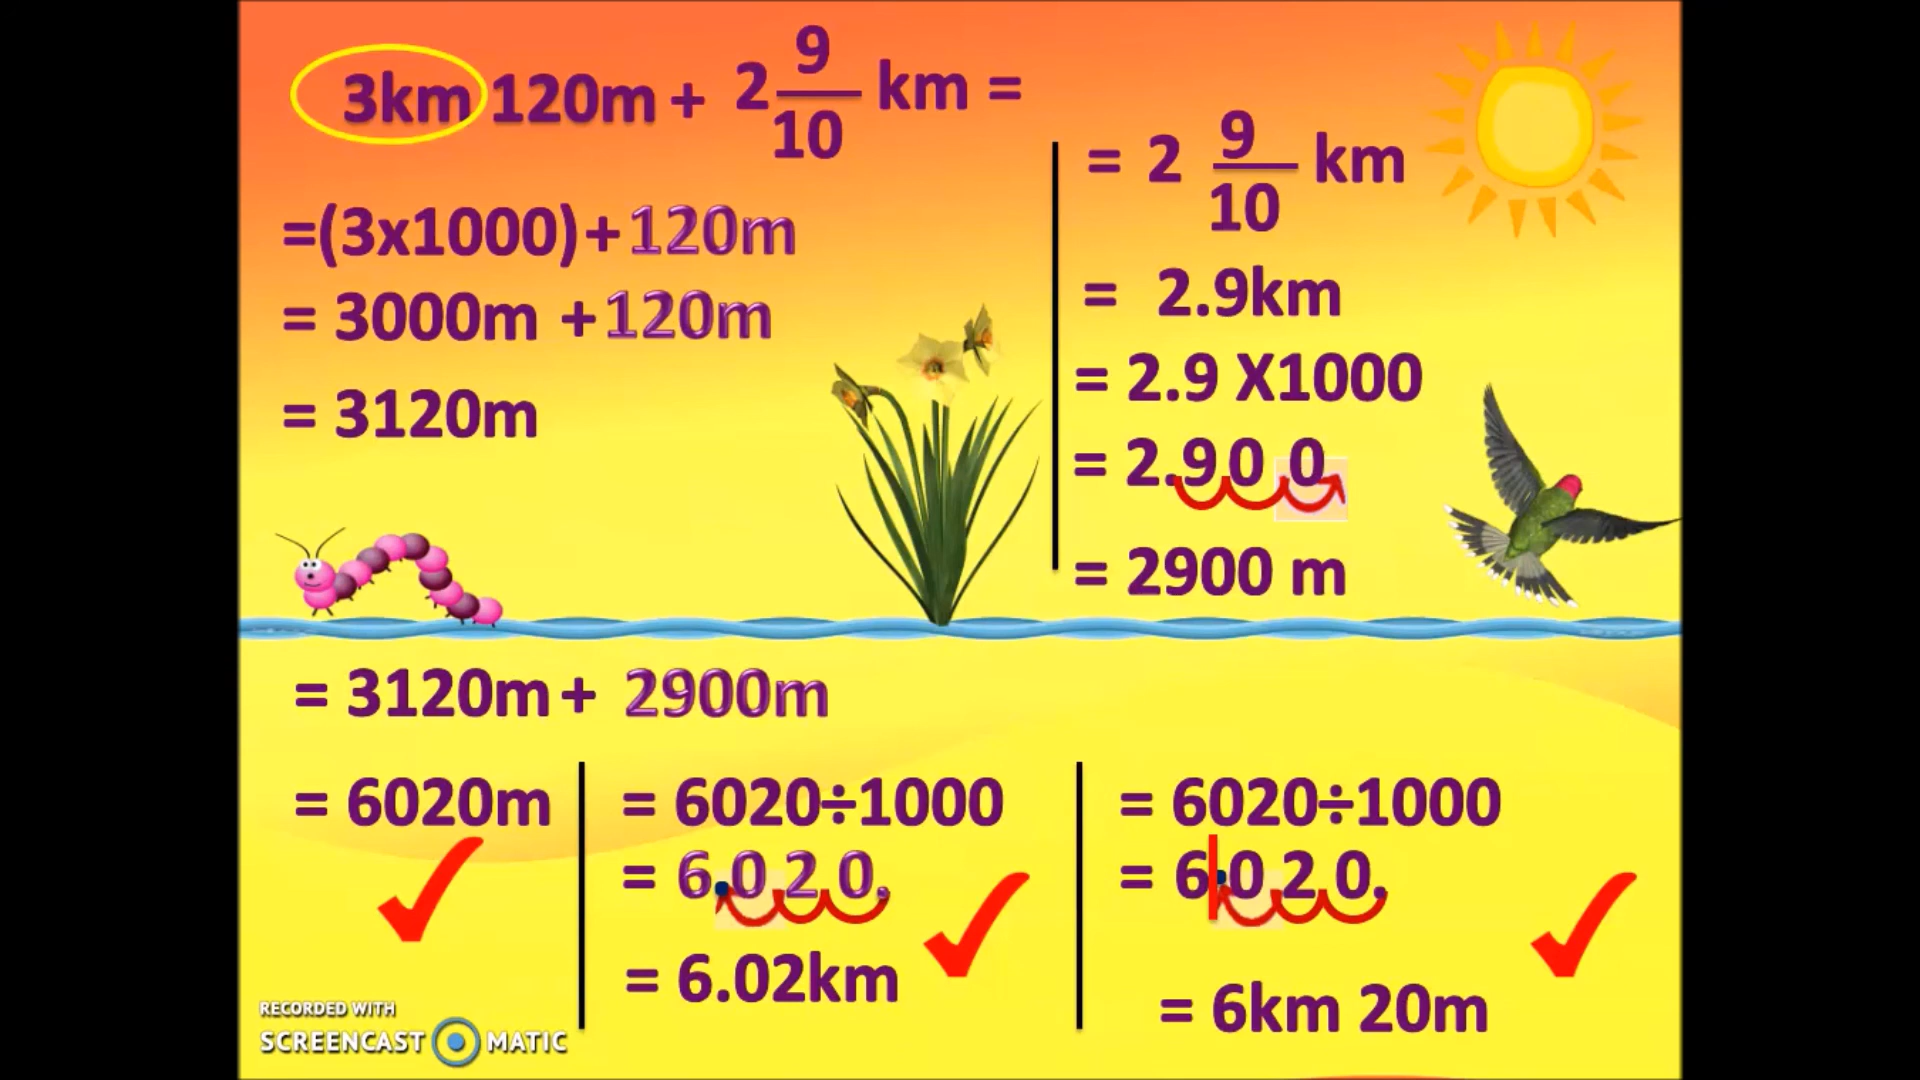 3km 120m + 2 9/10 km =
=(3x1000)+120m
= 3000m +120m
= 3120m
= 2 9/10 km
= 2.9km
= 2.9 X1000
= 2.90 0
= 2900 m
= 3120m + 2900m
= 6020m
= 6020÷1000
= 6.0 2 0.
= 6.02km
= 6020÷1000
= 6.0 2 0.
= 6km 20m
RECORDED WITH
SCREENCAST MATIC